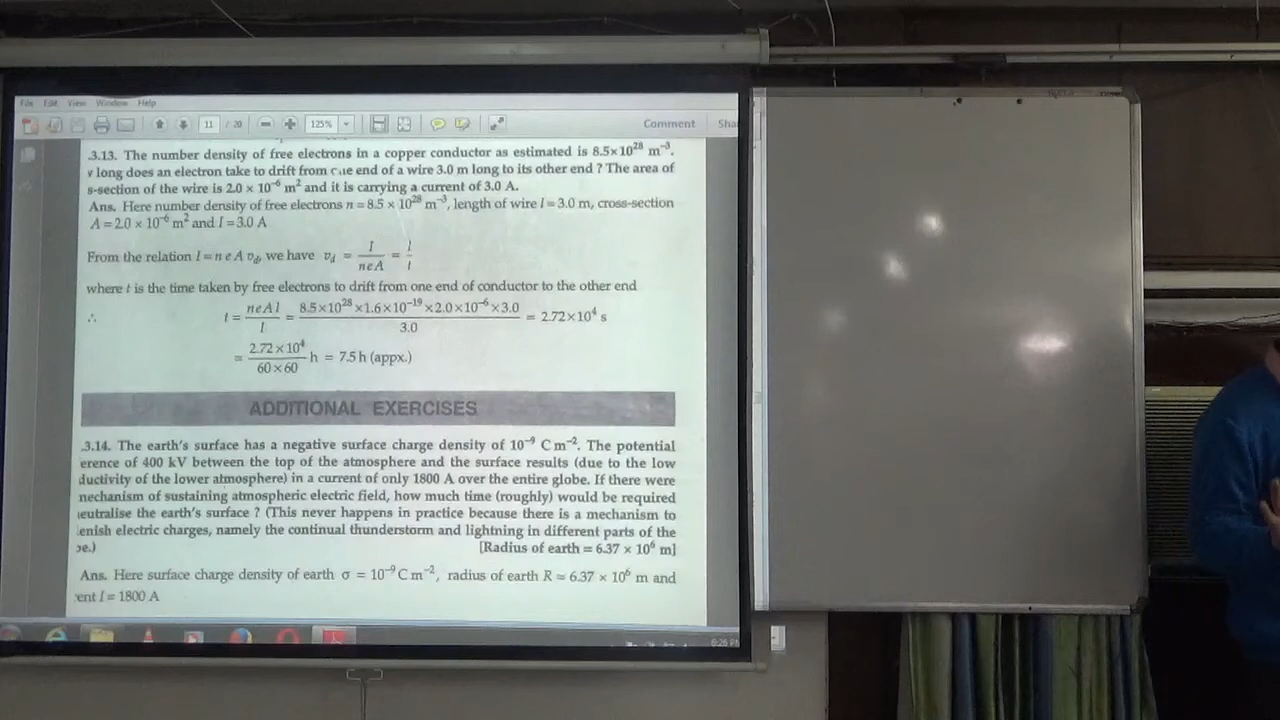 File Edit View Window Help
11 / 20 125% Comment Sha
.3.13. The number density of free electrons in a copper conductor as estimated is 8.5×10²⁸ m⁻³.
long does an electron take to drift from one end of a wire 3.0 m long to its other end ? The area of
s-section of the wire is 2.0 × 10⁻⁶ m² and it is carrying a current of 3.0 A.
Ans. Here number density of free electrons n = 8.5 × 10²⁸ m⁻³, length of wire l = 3.0 m, cross-section
A = 2.0 × 10⁻⁶ m² and I = 3.0 A
From the relation I = n e A v_d, we have v_d = I / neA = l / t
where t is the time taken by free electrons to drift from one end of conductor to the other end
∴ t = neAl / I = 8.5×10²⁸ ×1.6×10⁻¹⁹ ×2.0×10⁻⁶ ×3.0 / 3.0 = 2.72×10⁴ s
= 2.72×10⁴ / 60×60 h = 7.5 h (appx.)
ADDITIONAL EXERCISES
.3.14. The earth's surface has a negative surface charge density of 10⁻⁹ C m⁻². The potential
erence of 400 kV between the top of the atmosphere and the surface results (due to the low
ductivity of the lower atmosphere) in a current of only 1800 A over the entire globe. If there were
mechanism of sustaining atmospheric electric field, how much time (roughly) would be required
neutralise the earth's surface ? (This never happens in practice because there is a mechanism to
enish electric charges, namely the continual thunderstorm and lightning in different parts of the
be.) [Radius of earth = 6.37 × 10⁶ m]
Ans. Here surface charge density of earth σ = 10⁻⁹ C m⁻², radius of earth R = 6.37 × 10⁶ m and
ent I = 1800 A